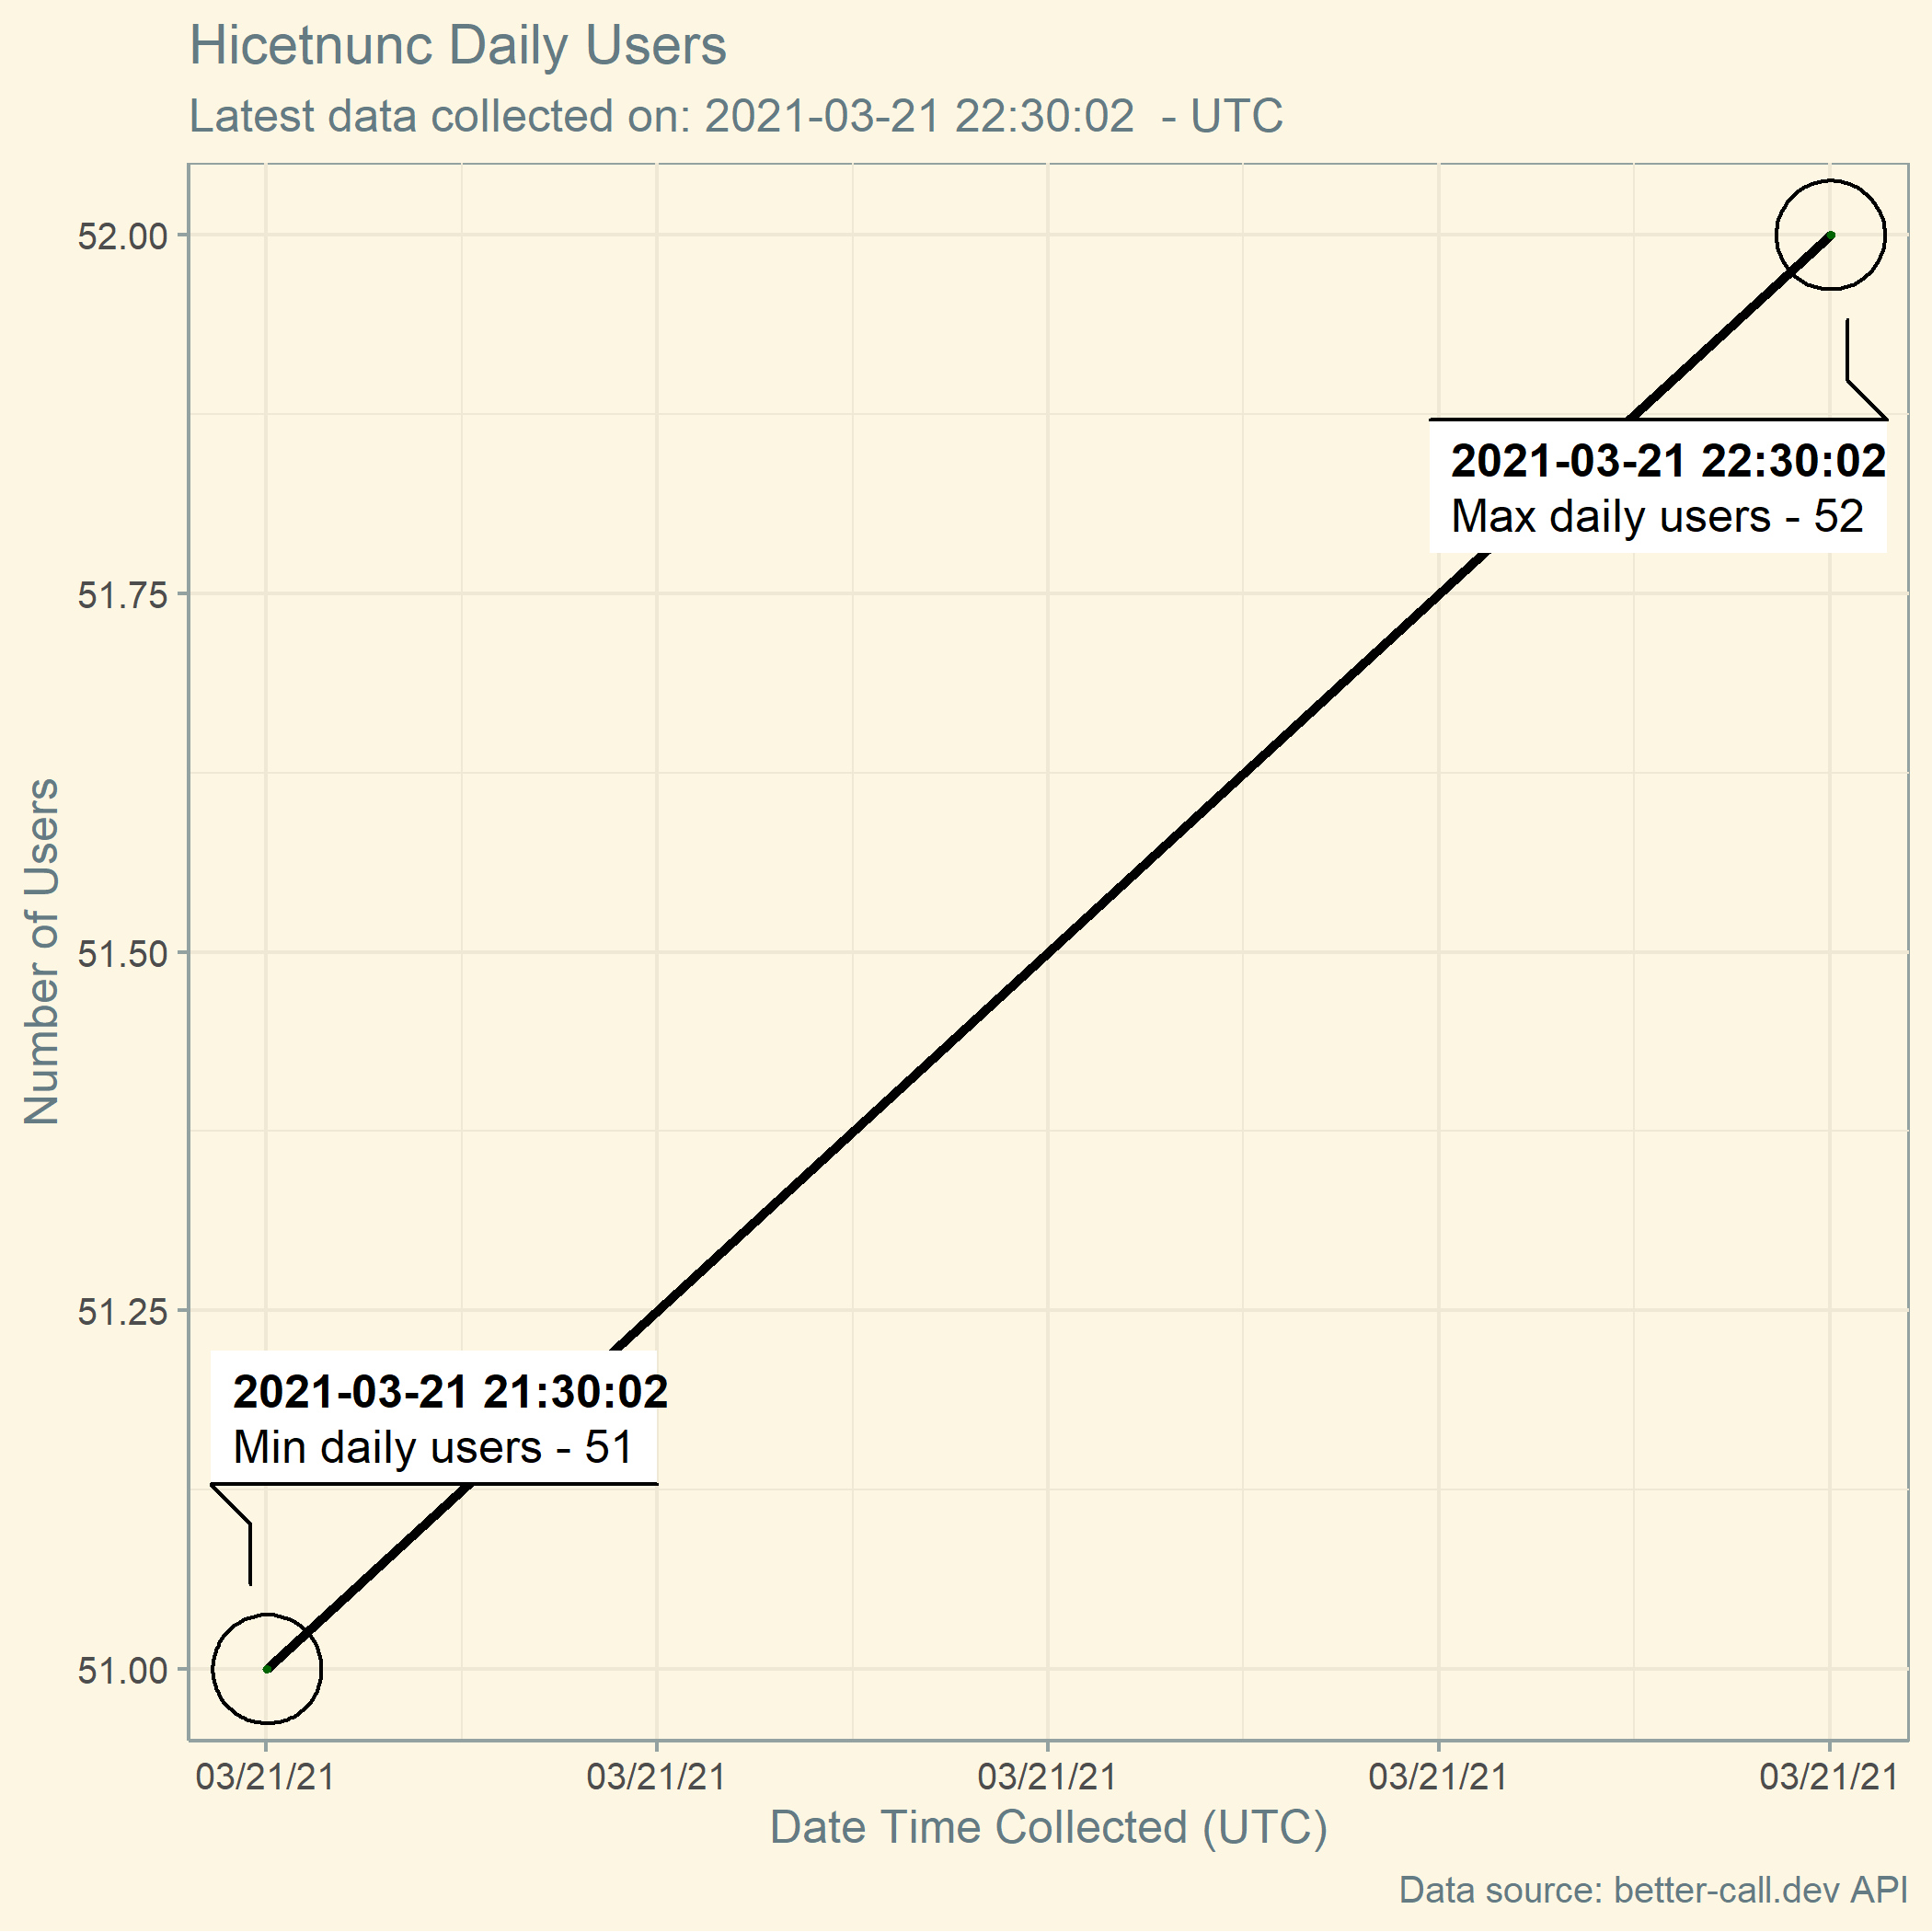 Hicetnunc Daily Users
Latest data collected on: 2021-03-21 22:30:02  - UTC
Number of Users
52.00
51.75
51.50
51.25
51.00
2021-03-21 22:30:02
Max daily users - 52
2021-03-21 21:30:02
Min daily users - 51
03/21/21
03/21/21
03/21/21
03/21/21
03/21/21
Date Time Collected (UTC)
Data source: better-call.dev API